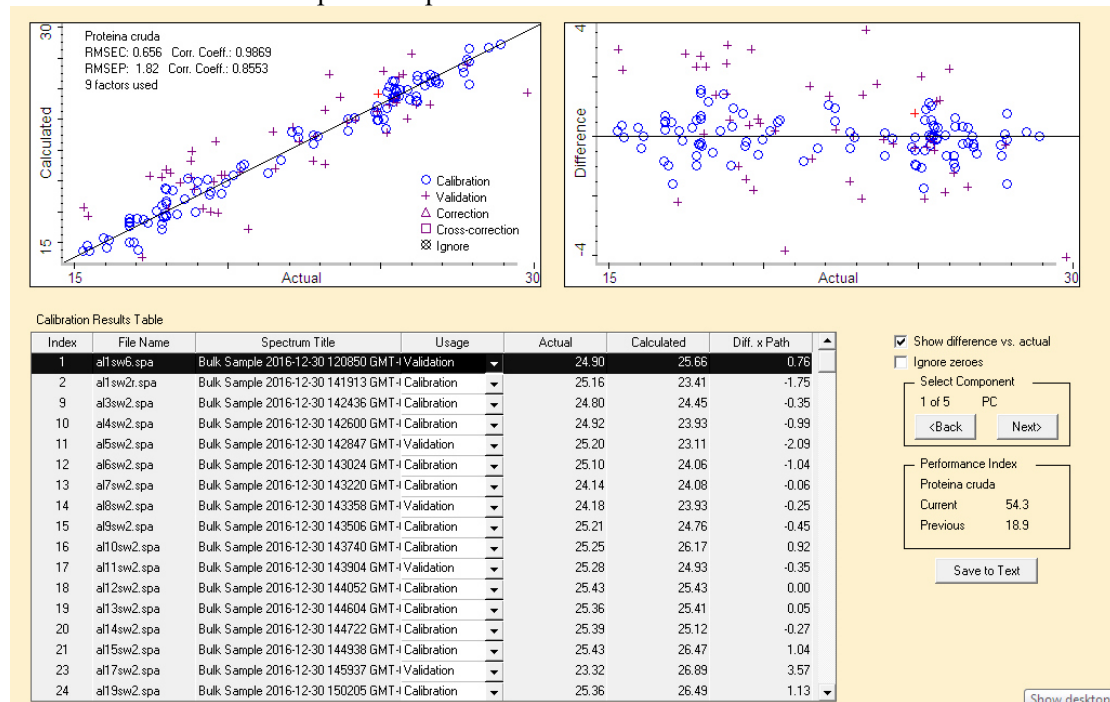 30
Proteina cruda
RMSEC: 0.656 Corr. Coeff.: 0.9869
RMSEP: 1.82 Corr. Coeff.: 0.8553
9 factors used
Calculated
Calibration
Validation
Correction
Cross-correction
Ignore
15
15 Actual 30
4
Difference
-4
15 Actual 30
Calibration Results Table
Index File Name Spectrum Title Usage Actual Calculated Diff. x Path
1 al1sw6.spa Bulk Sample 2016-12-30 120850 GMT- Validation 24.90 25.66 0.76
2 al1sw2r.spa Bulk Sample 2016-12-30 141913 GMT- Calibration 25.16 23.41 -1.75
9 al3sw2.spa Bulk Sample 2016-12-30 142436 GMT- Calibration 24.80 24.45 -0.35
10 al4sw2.spa Bulk Sample 2016-12-30 142600 GMT- Calibration 24.92 23.93 -0.99
11 al5sw2.spa Bulk Sample 2016-12-30 142847 GMT- Validation 25.20 23.11 -2.09
12 al6sw2.spa Bulk Sample 2016-12-30 143024 GMT- Calibration 25.10 24.06 -1.04
13 al7sw2.spa Bulk Sample 2016-12-30 143220 GMT- Calibration 24.14 24.08 -0.06
14 al8sw2.spa Bulk Sample 2016-12-30 143358 GMT- Validation 24.18 23.93 -0.25
15 al9sw2.spa Bulk Sample 2016-12-30 143506 GMT- Calibration 25.21 24.76 -0.45
16 al10sw2.spa Bulk Sample 2016-12-30 143740 GMT- Calibration 25.25 26.17 0.92
17 al11sw2.spa Bulk Sample 2016-12-30 143904 GMT- Validation 25.28 24.93 -0.35
18 al12sw2.spa Bulk Sample 2016-12-30 144052 GMT- Calibration 25.43 25.43 0.00
19 al13sw2.spa Bulk Sample 2016-12-30 144604 GMT- Calibration 25.36 25.41 0.05
20 al14sw2.spa Bulk Sample 2016-12-30 144722 GMT- Calibration 25.39 25.12 -0.27
21 al15sw2.spa Bulk Sample 2016-12-30 144938 GMT- Calibration 25.43 26.47 1.04
23 al17sw2.spa Bulk Sample 2016-12-30 145937 GMT- Validation 23.32 26.89 3.57
24 al19sw2.spa Bulk Sample 2016-12-30 150205 GMT- Calibration 25.36 26.49 1.13
Show difference vs. actual
Ignore zeroes
Select Component
1 of 5 PC
<Back Next>
Performance Index
Proteina cruda
Current 54.3
Previous 18.9
Save to Text
Show desktop